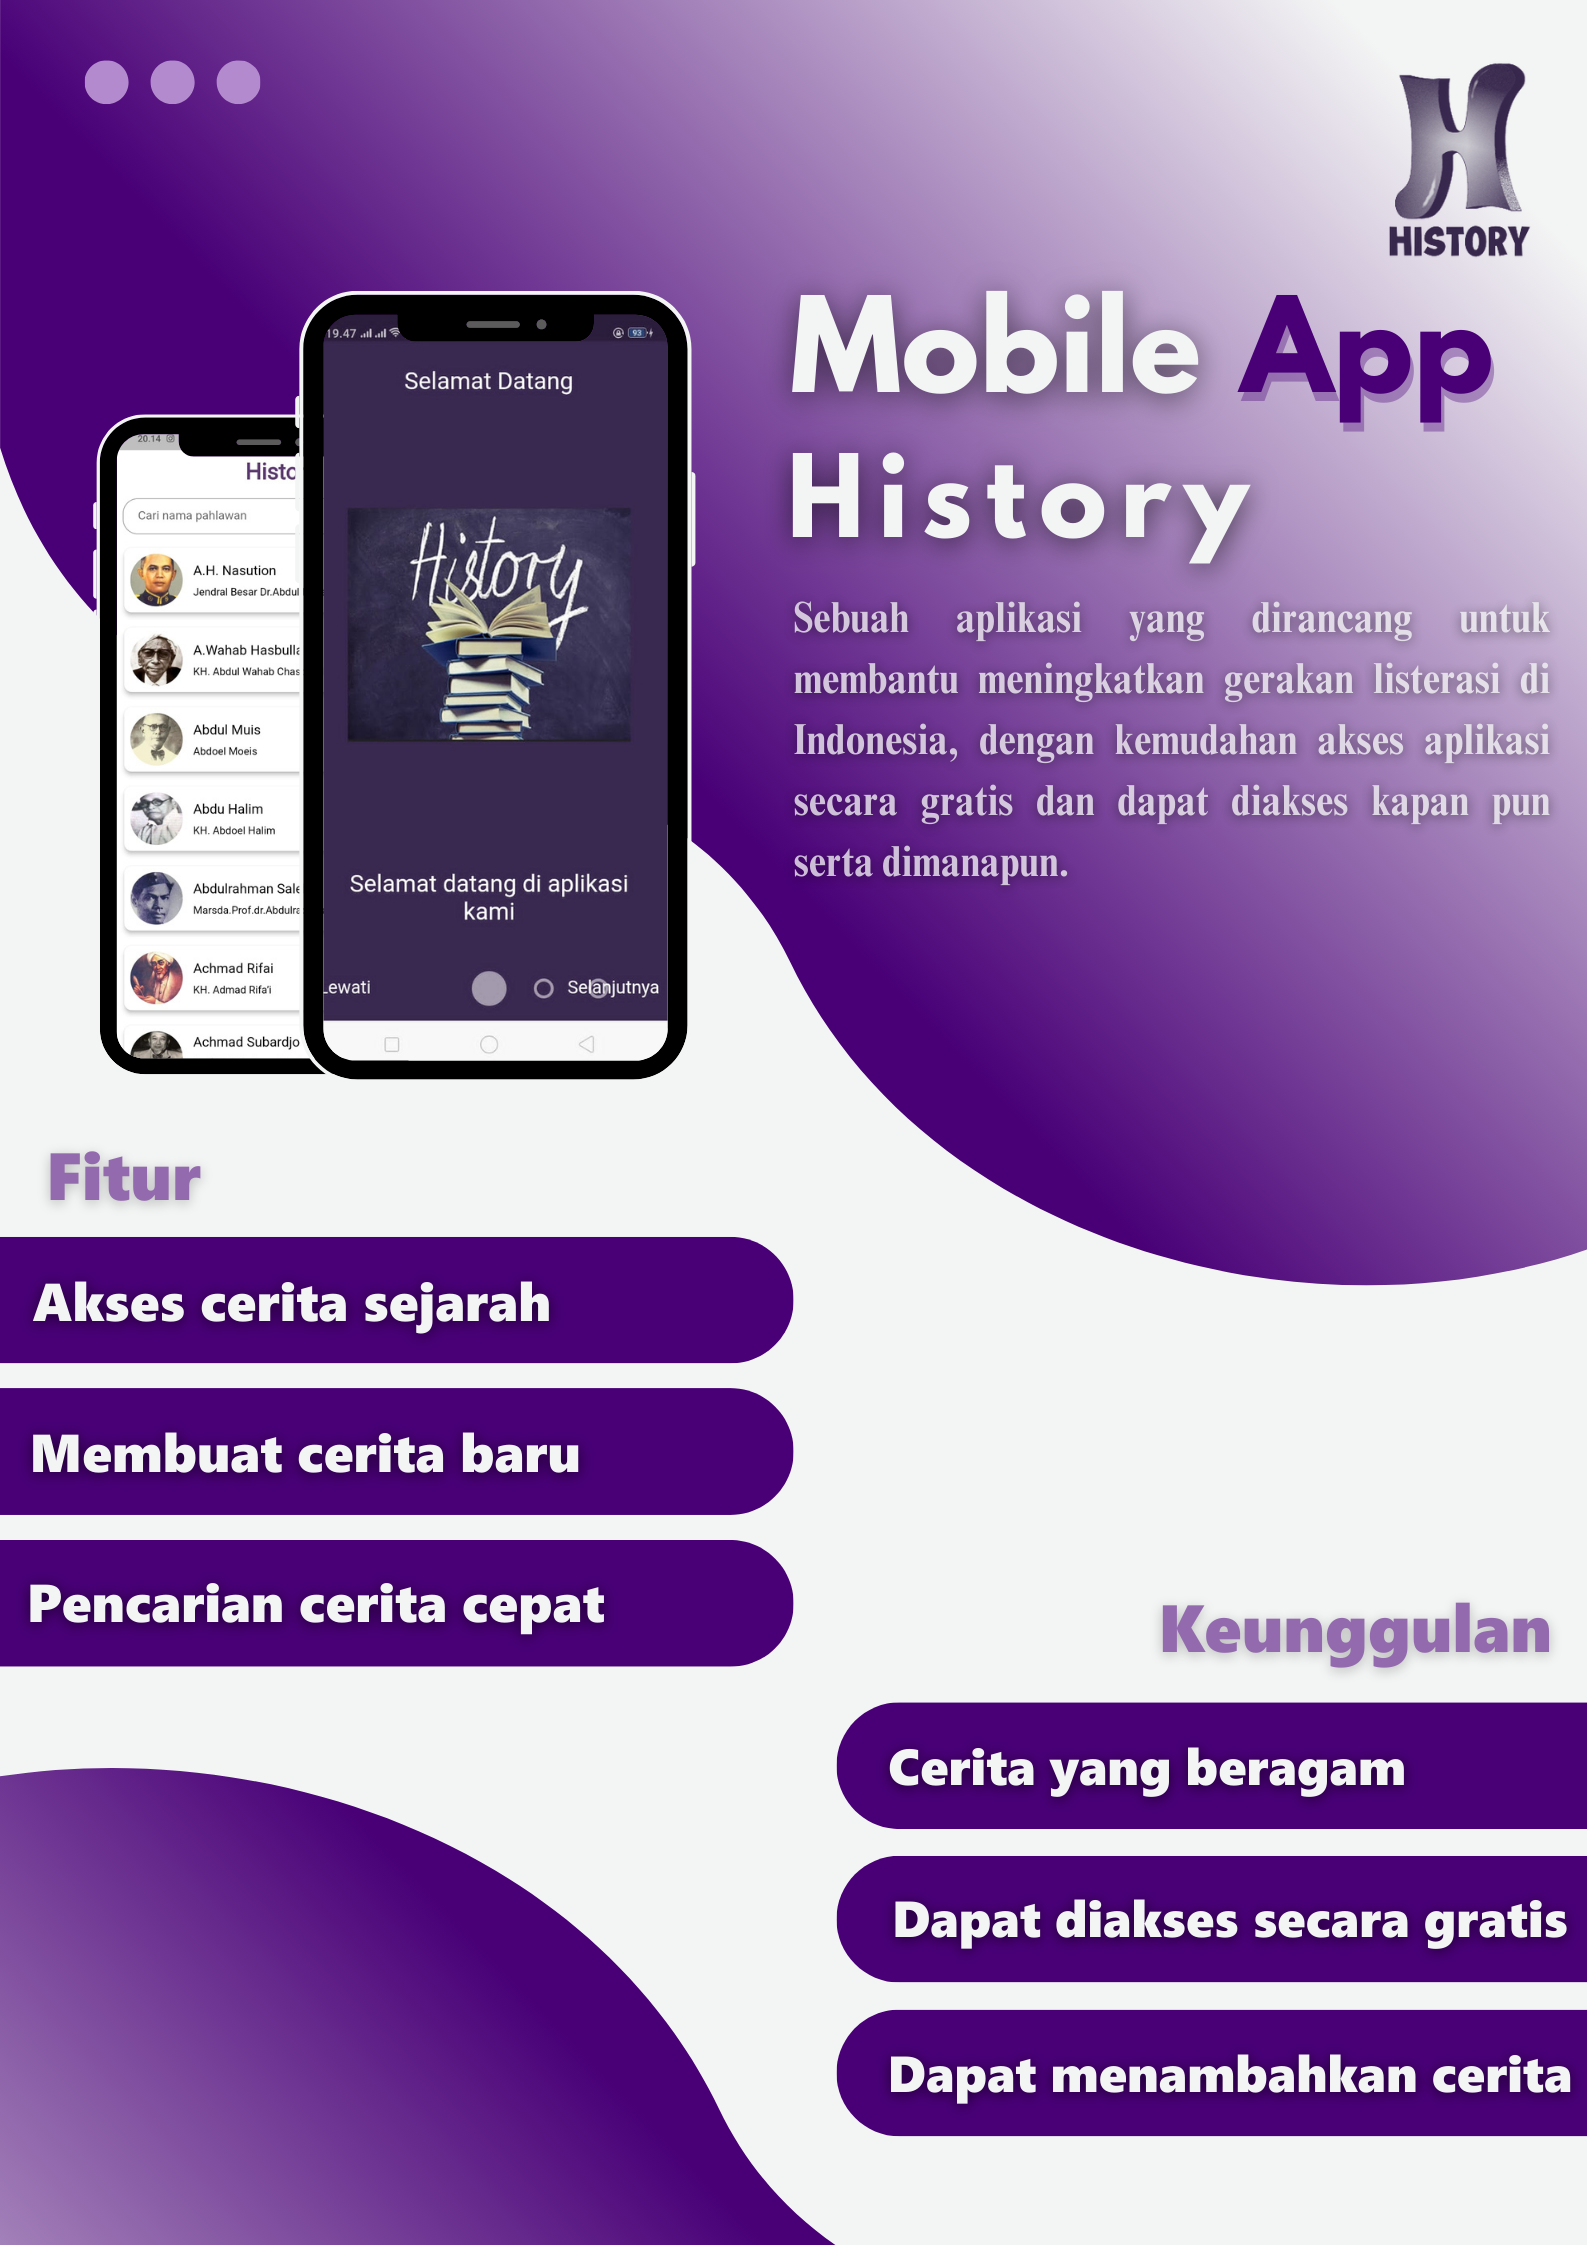 H
HISTORY
Mobile App
History
Sebuah aplikasi yang dirancang untuk
membantu meningkatkan gerakan listerasi di
Indonesia, dengan kemudahan akses aplikasi
secara gratis dan dapat diakses kapan pun
serta dimanapun.
20.14
Histo
Cari nama pahlawan
A.H. Nasution
Jendral Besar Dr.Abdul
A.Wahab Hasbulla
KH. Abdul Wahab Chas
Abdul Muis
Abdoel Moeis
Abdu Halim
KH. Abdoel Halim
Abdulrahman Sale
Marsda.Prof.dr.Abdulra
Achmad Rifai
KH. Admad Rifa'i
Achmad Subardjo
19.47
93
Selamat Datang
History
Selamat datang di aplikasi
kami
Lewati
Selanjutnya
Fitur
Akses cerita sejarah
Membuat cerita baru
Pencarian cerita cepat
Keunggulan
Cerita yang beragam
Dapat diakses secara gratis
Dapat menambahkan cerita